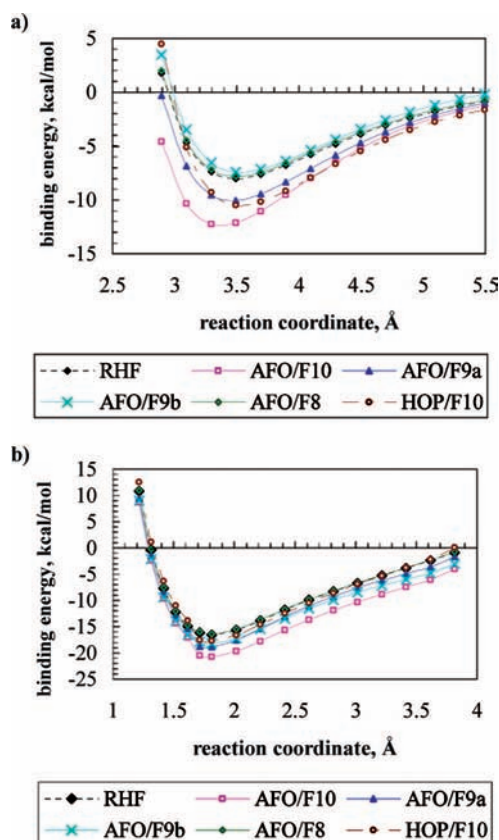 a)
5
0
-5
-10
-15
binding energy, kcal/mol
2.5 3 3.5 4 4.5 5 5.5
reaction coordinate, Å
RHF AFO/F10 AFO/F9a
AFO/F9b AFO/F8 HOP/F10
b)
15
10
5
0
-5
-10
-15
-20
-25
binding energy, kcal/mol
1 1.5 2 2.5 3 3.5 4
reaction coordinate, Å
RHF AFO/F10 AFO/F9a
AFO/F9b AFO/F8 HOP/F10